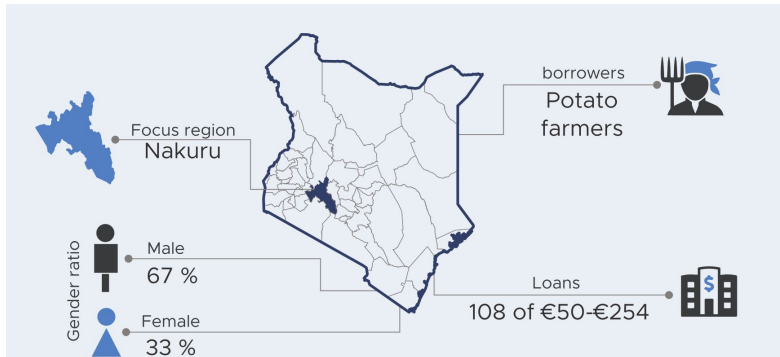 borrowers
Potato
farmers
Focus region
Nakuru
Gender ratio
Male
67 %
Female
33 %
Loans
108 of €50-€254
$